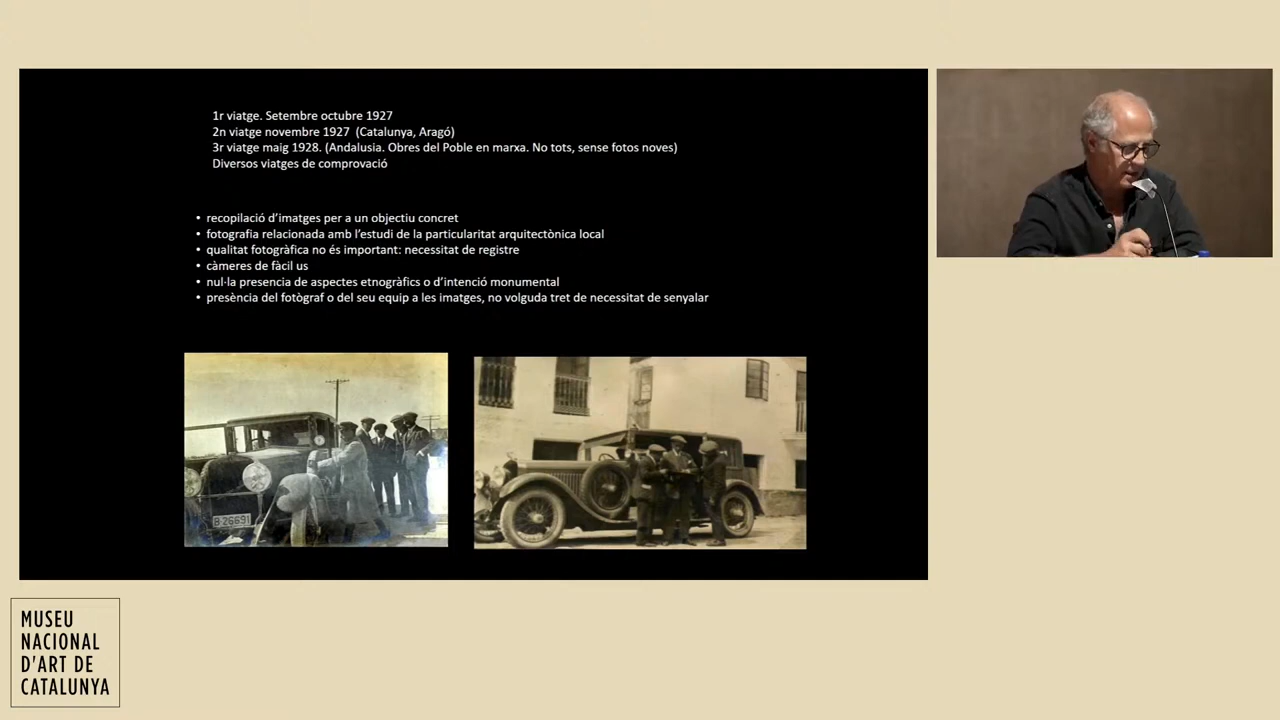 1r viatge. Setembre octubre 1927
2n viatge novembre 1927 (Catalunya, Aragó)
3r viatge maig 1928. (Andalusia. Obres del Poble en marxa. No tots, sense fotos noves)
Diversos viatges de comprovació
• recopilació d'imatges per a un objectiu concret
• fotografia relacionada amb l'estudi de la particularitat arquitectònica local
• qualitat fotogràfica no és important: necessitat de registre
• càmeres de fàcil us
• nul·la presencia de aspectes etnogràfics o d'intenció monumental
• presència del fotògraf o del seu equip a les imatges, no volguda tret de necessitat de senyalar
B-26691
MUSEU
NACIONAL
D'ART DE
CATALUNYA